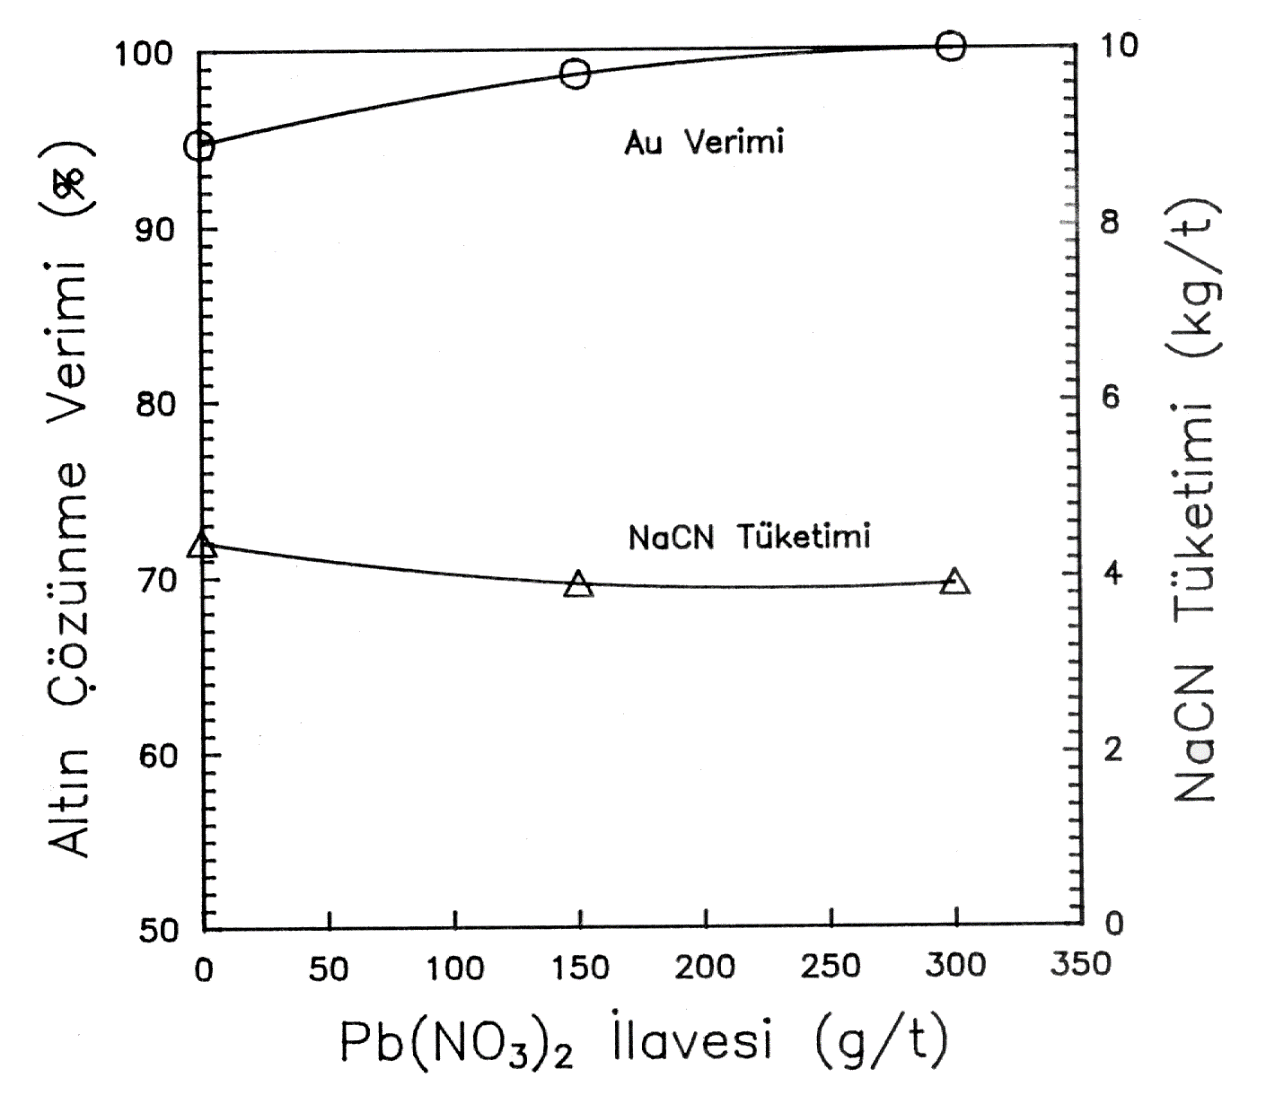 100
90
80
70
60
50
Altın Çözünme Verimi (%)
Au Verimi
NaCN Tüketimi
10
8
6
4
2
0
NaCN Tüketimi (kg/t)
0 50 100 150 200 250 300 350
Pb(NO₃)₂ İlavesi (g/t)